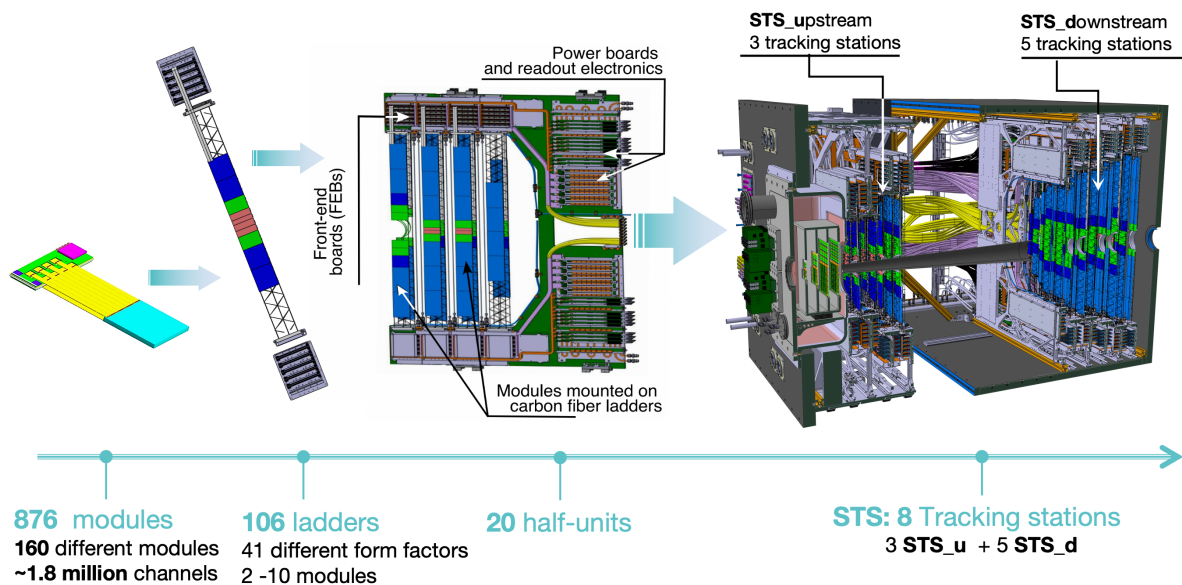 STS_upstream
3 tracking stations
STS_downstream
5 tracking stations
Power boards
and readout electronics
Front-end
boards (FEBs)
Modules mounted on
carbon fiber ladders
876 modules
160 different modules
~1.8 million channels
106 ladders
41 different form factors
2 -10 modules
20 half-units
STS: 8 Tracking stations
3 STS_u + 5 STS_d